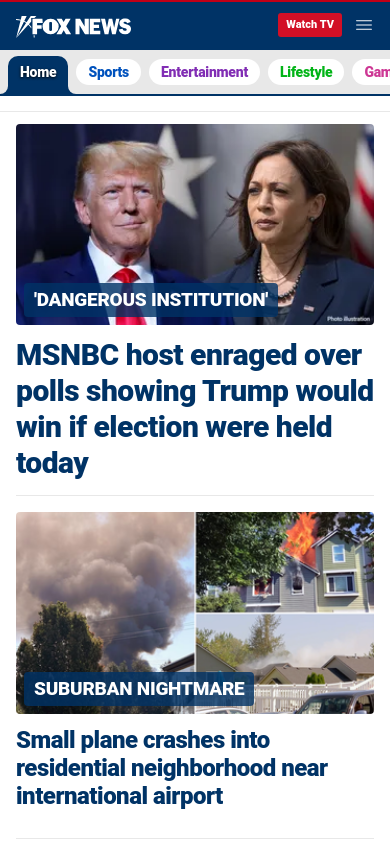 FOX NEWS
Watch TV
Home Sports Entertainment Lifestyle Gam
'DANGEROUS INSTITUTION'
Photo Illustration
MSNBC host enraged over
polls showing Trump would
win if election were held
today
SUBURBAN NIGHTMARE
Small plane crashes into
residential neighborhood near
international airport